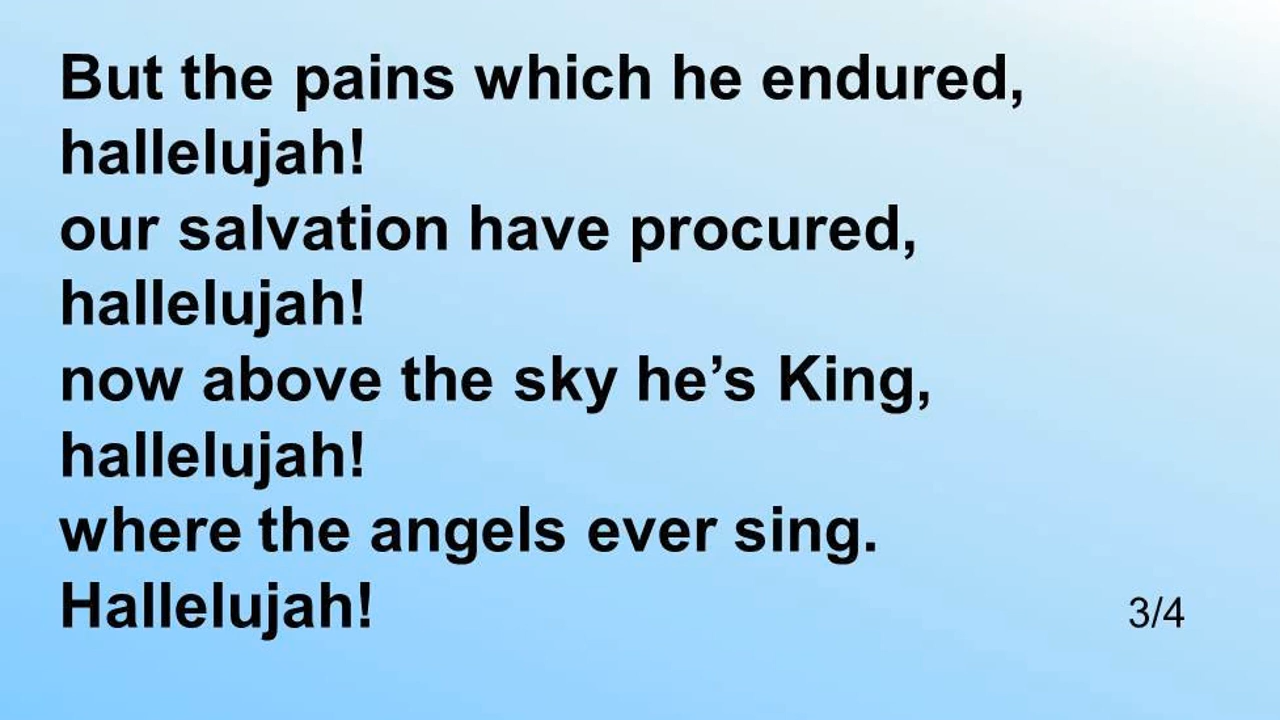 But the pains which he endured,
hallelujah!
our salvation have procured,
hallelujah!
now above the sky he’s King,
hallelujah!
where the angels ever sing.
Hallelujah!
3/4